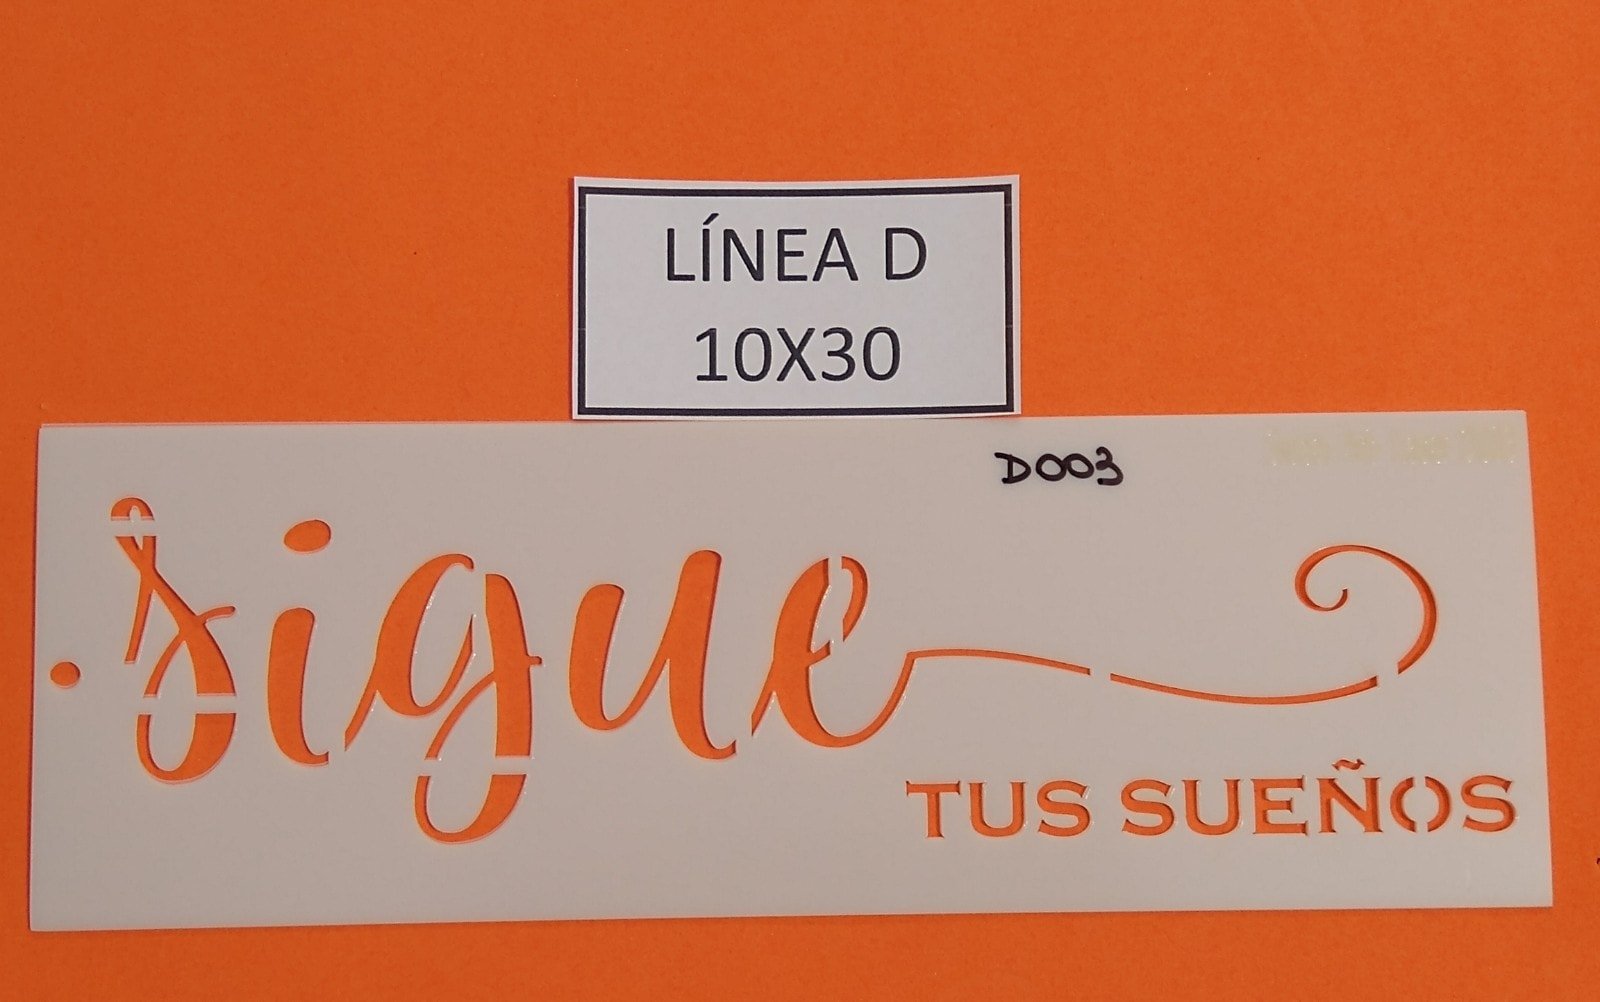 LÍNEA D
10X30
D003
sigue
TUS SUEÑOS